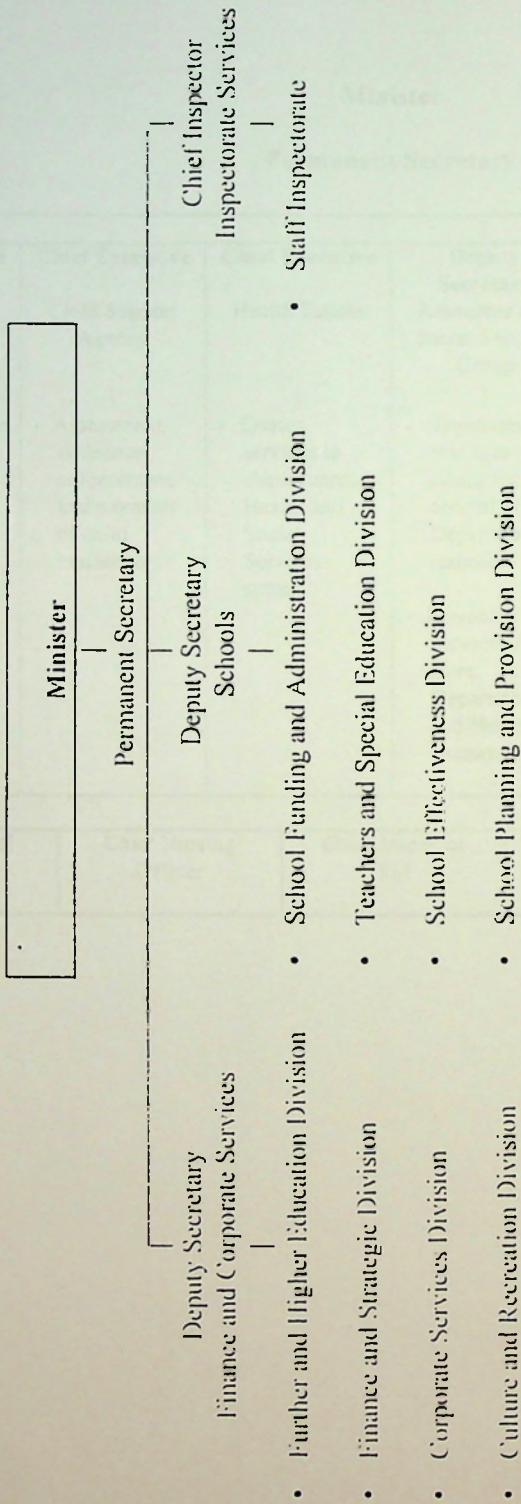 Minister
Permanent Secretary
Deputy Secretary
Finance and Corporate Services
• Further and Higher Education Division
• Finance and Strategic Division
• Corporate Services Division
• Culture and Recreation Division
Deputy Secretary
Schools
• School Funding and Administration Division
• Teachers and Special Education Division
• School Effectiveness Division
• School Planning and Provision Division
Chief Inspector
Inspectorate Services
• Staff Inspectorate